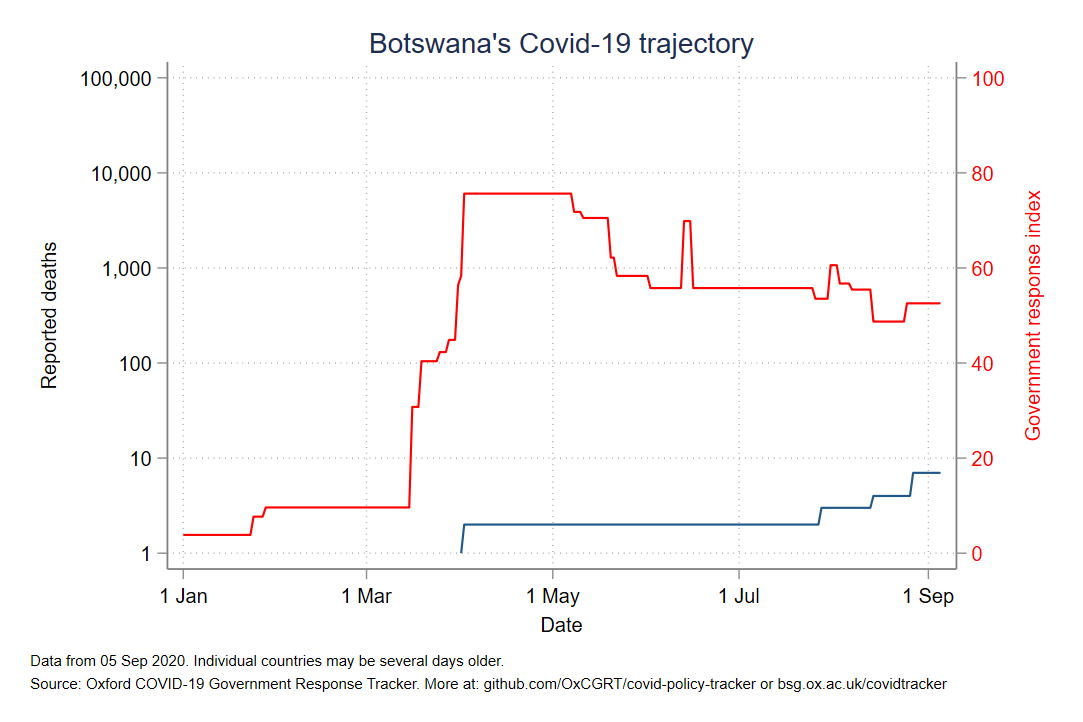 Botswana's Covid-19 trajectory
Reported deaths
100,000
10,000
1,000
100
10
1
100
80
60
40
20
0
Government response index
1 Jan
1 Mar
1 May
1 Jul
1 Sep
Date
Data from 05 Sep 2020. Individual countries may be several days older.
Source: Oxford COVID-19 Government Response Tracker. More at: github.com/OxCGRT/covid-policy-tracker or bsg.ox.ac.uk/covidtracker